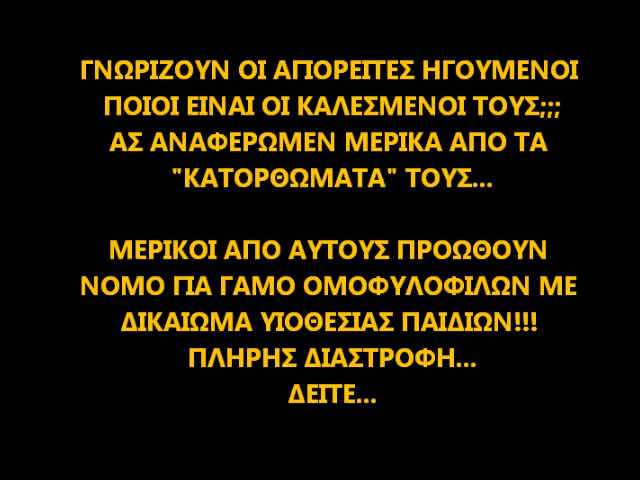 ΓΝΩΡΙΖΟΥΝ ΟΙ ΑΓΙΟΡΕΙΤΕΣ ΗΓΟΥΜΕΝΟΙ
ΠΟΙΟΙ ΕΙΝΑΙ ΟΙ ΚΑΛΕΣΜΕΝΟΙ ΤΟΥΣ;;;
ΑΣ ΑΝΑΦΕΡΩΜΕΝ ΜΕΡΙΚΑ ΑΠΟ ΤΑ
"ΚΑΤΟΡΘΩΜΑΤΑ" ΤΟΥΣ...
ΜΕΡΙΚΟΙ ΑΠΟ ΑΥΤΟΥΣ ΠΡΟΩΘΟΥΝ
ΝΟΜΟ ΓΙΑ ΓΑΜΟ ΟΜΟΦΥΛΟΦΙΛΩΝ ΜΕ
ΔΙΚΑΙΩΜΑ ΥΙΟΘΕΣΙΑΣ ΠΑΙΔΙΩΝ!!!
ΠΛΗΡΗΣ ΔΙΑΣΤΡΟΦΗ...
ΔΕΙΤΕ...